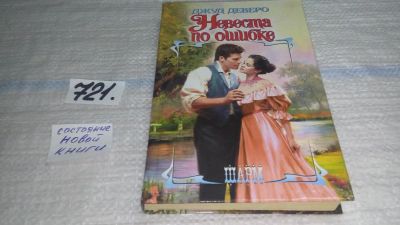 ДЖУД ДЕВЕРО
Невеста
по ошибке
721.
состояние
новой
книги
ШАРМ